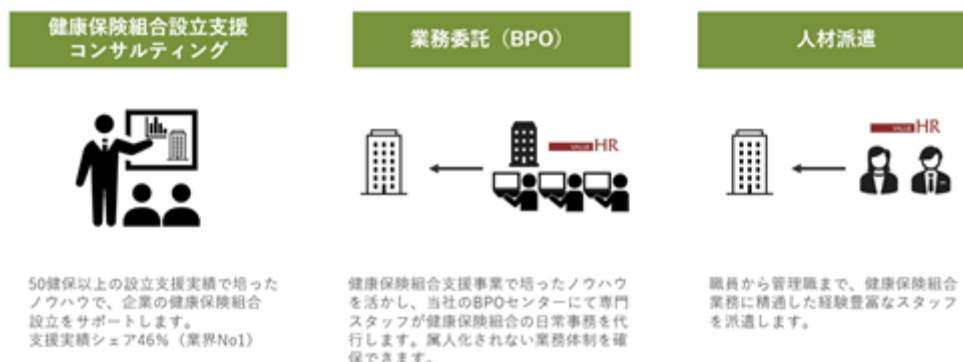 健康保険組合設立支援
コンサルティング
業務委託（BPO）
人材派遣
VALUE HR
VALUE HR
50健保以上の設立支援実績で培った
ノウハウで、企業の健康保険組合
設立をサポートします。
支援実績シェア46%（業界No1）
健康保険組合支援事業で培ったノウハウ
を活かし、当社のBPOセンターにて専門
スタッフが健康保険組合の日常事務を代
行します。属人化されない業務体制を確
保できます。
職員から管理職まで、健康保険組合
業務に精通した経験豊富なスタッフ
を派遣します。